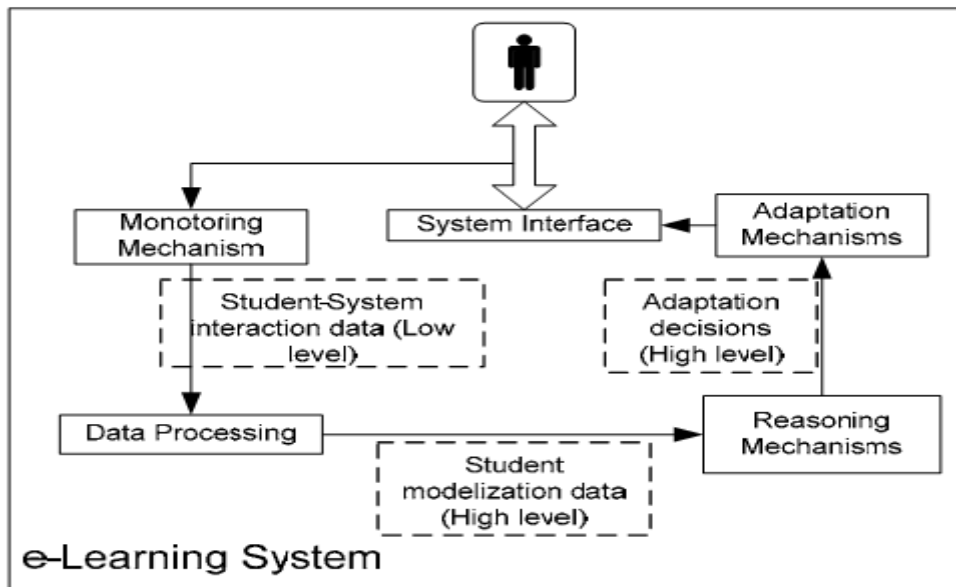 Monotoring
Mechanism
System Interface
Adaptation
Mechanisms
Student-System
interaction data (Low
level)
Adaptation
decisions
(High level)
Data Processing
Reasoning
Mechanisms
Student
modelization data
(High level)
e-Learning System